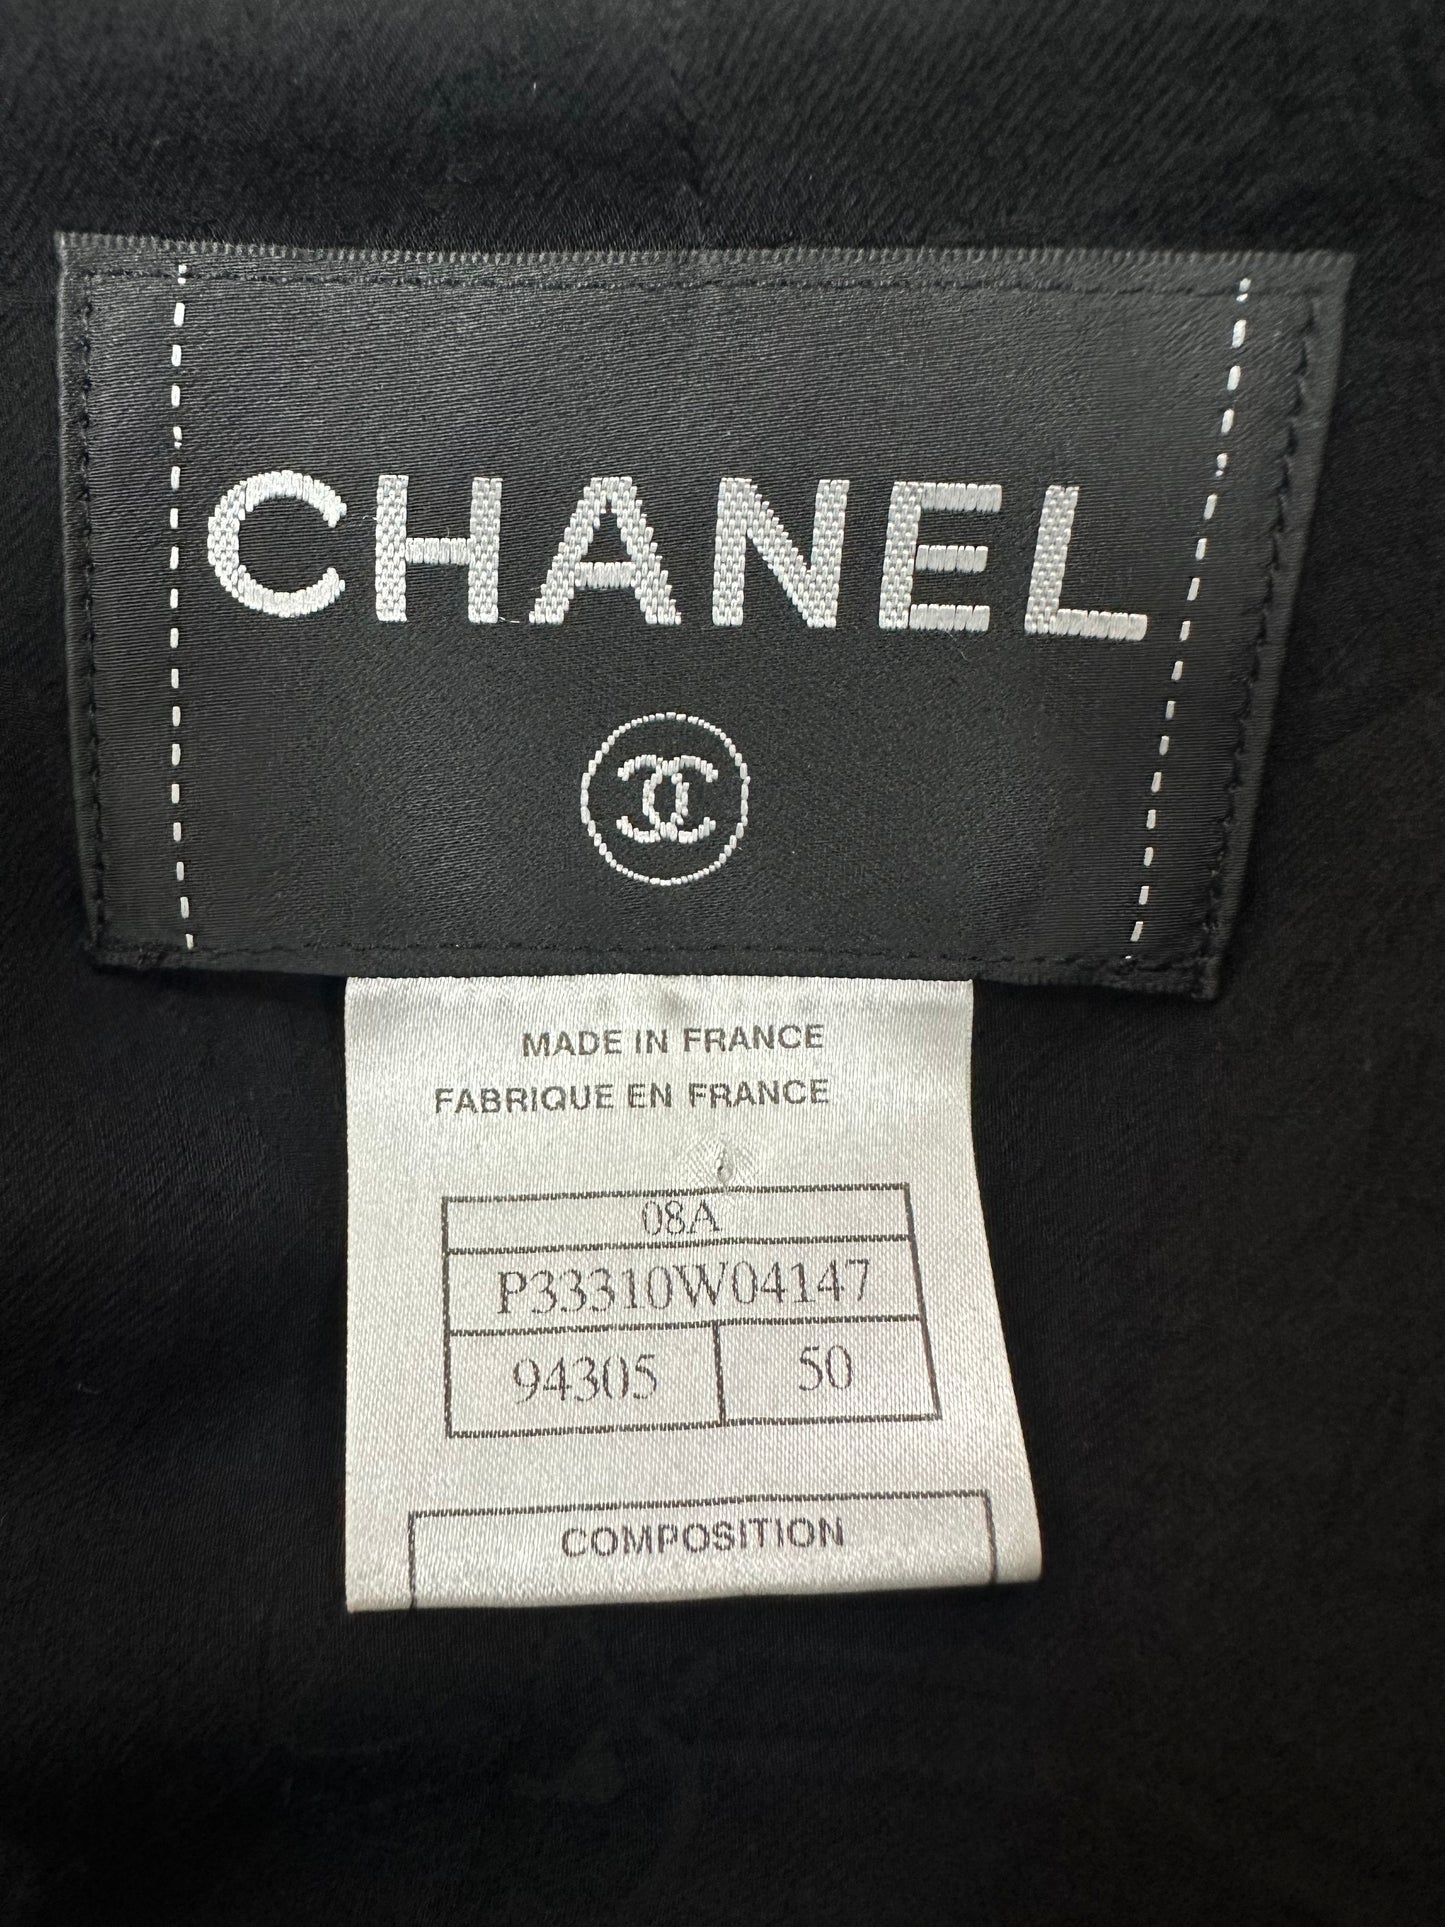 CHANEL
MADE IN FRANCE
FABRIQUE EN FRANCE
08A
P33310W04147
94305 50
COMPOSITION